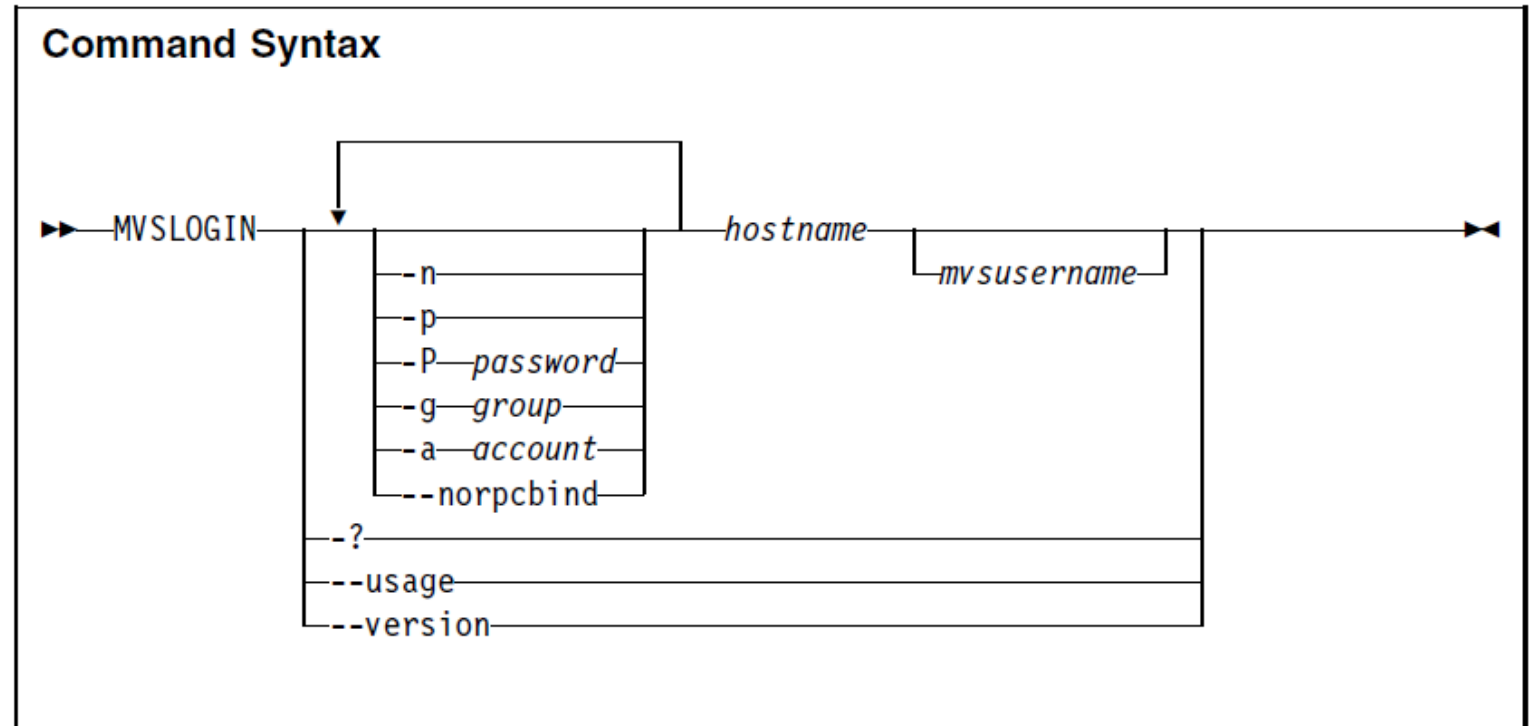 Command Syntax
MVSLOGIN hostname
mvsusername
-n
-p
-P password
-g group
-a account
--norpcbind
-?
--usage
--version